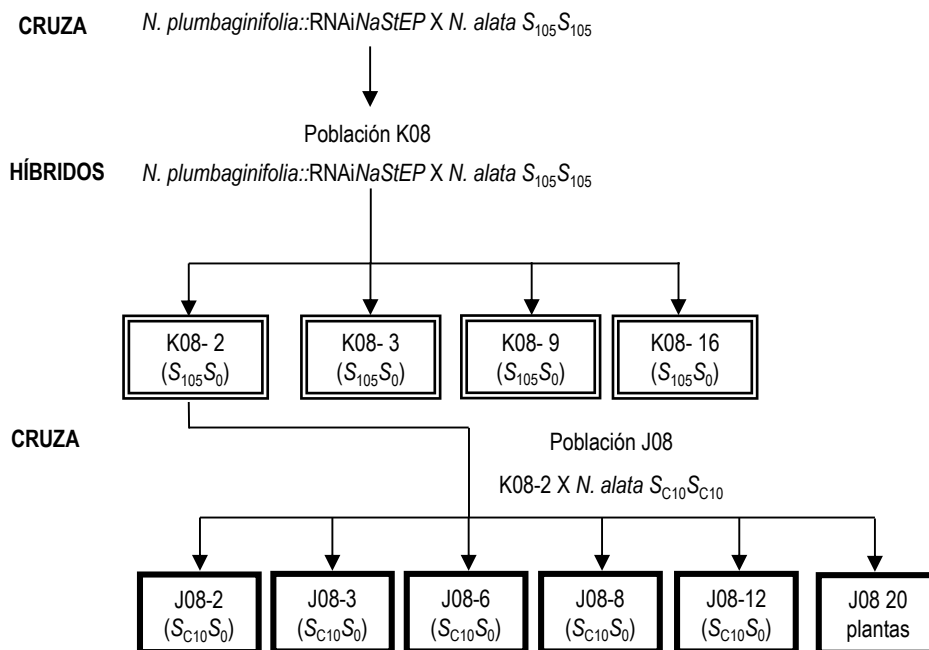 CRUZA N. plumbaginifolia::RNAiNaStEP X N. alata S105S105
Población K08
HÍBRIDOS N. plumbaginifolia::RNAiNaStEP X N. alata S105S105
K08- 2 K08- 3 K08- 9 K08- 16
(S105S0) (S105S0) (S105S0) (S105S0)
CRUZA Población J08
K08-2 X N. alata SC10SC10
J08-2 J08-3 J08-6 J08-8 J08-12 J08 20
(SC10S0) (SC10S0) (SC10S0) (SC10S0) (SC10S0) plantas